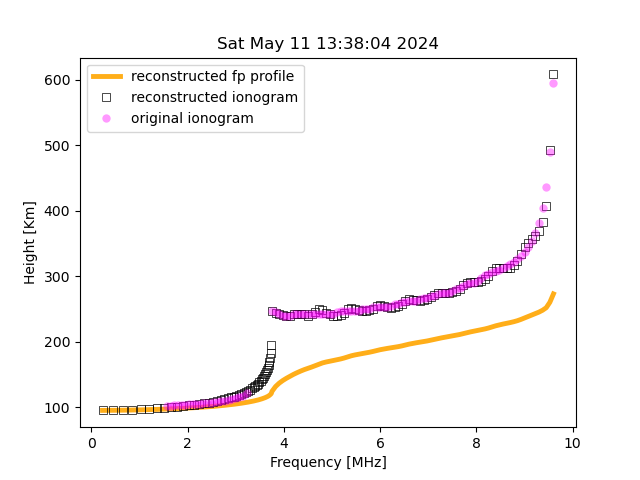 Sat May 11 13:38:04 2024
reconstructed fp profile
reconstructed ionogram
original ionogram
Height [Km]
600
500
400
300
200
100
0 2 4 6 8 10
Frequency [MHz]